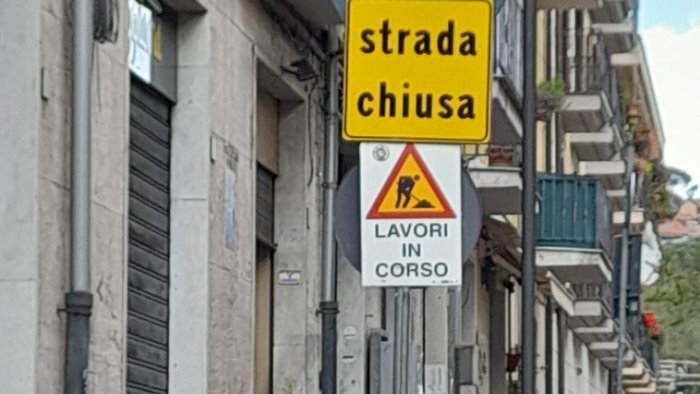 strada
chiusa
LAVORI
IN
CORSO